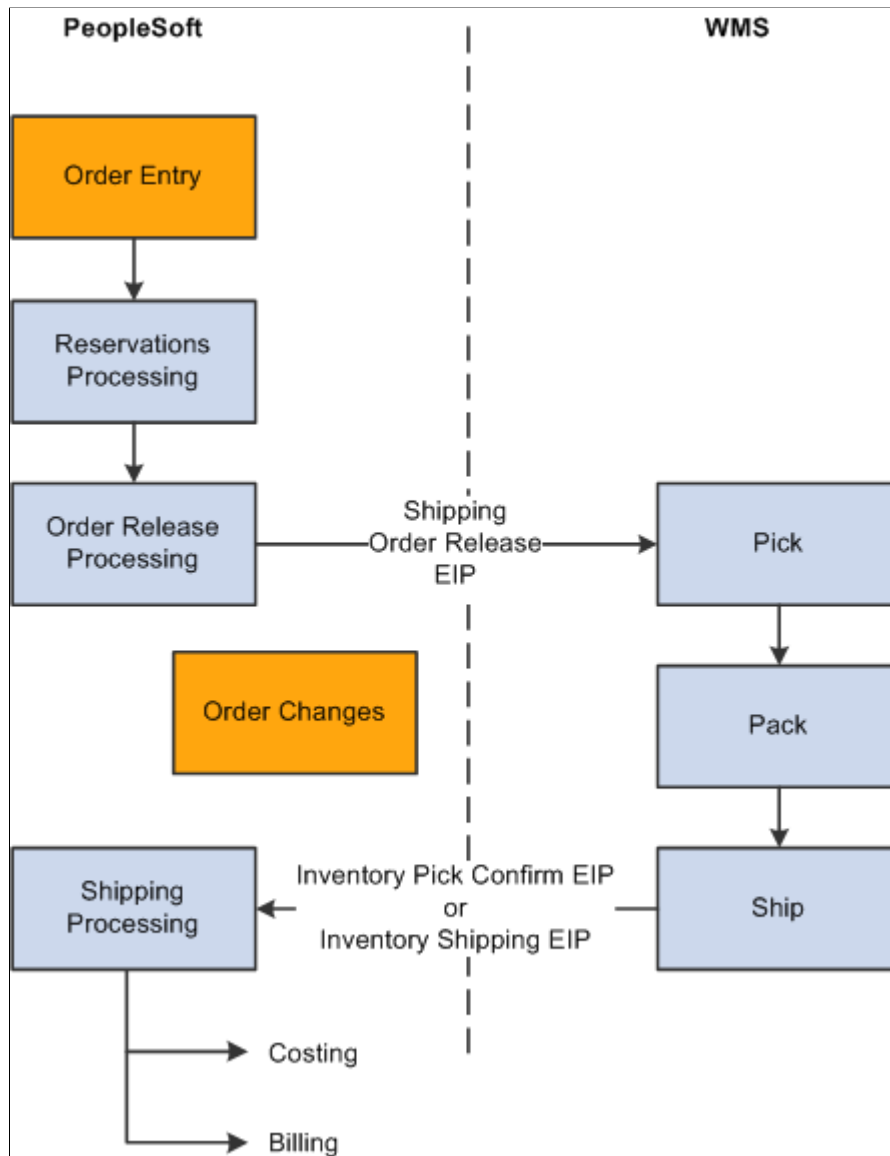 PeopleSoft
WMS
Order Entry
Reservations
Processing
Order Release
Processing
Shipping
Order Release
EIP
Pick
Order Changes
Pack
Shipping
Processing
Inventory Pick Confirm EIP
or
Inventory Shipping EIP
Ship
Costing
Billing